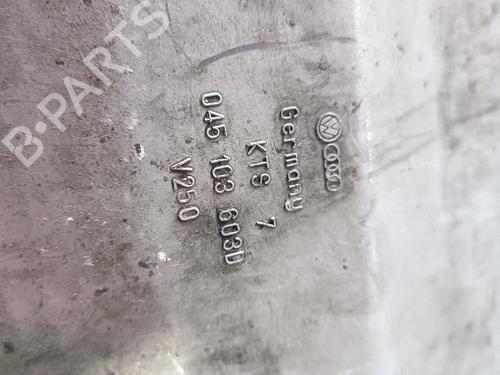 Germany
KTS 7
045 103 603D
V250
B-PARTS